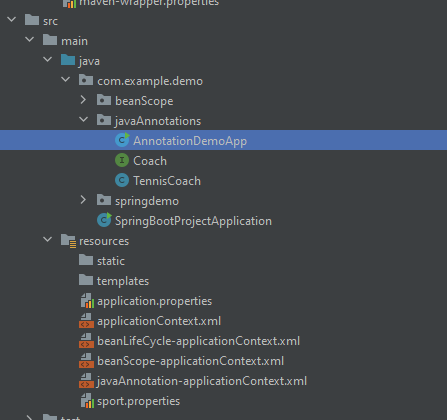 maven-wrapper.properties
src
main
java
com.example.demo
beanScope
javaAnnotations
AnnotationDemoApp
I Coach
C TennisCoach
springdemo
SpringBootProjectApplication
resources
static
templates
application.properties
applicationContext.xml
beanLifeCycle-applicationContext.xml
beanScope-applicationContext.xml
javaAnnotation-applicationContext.xml
sport.properties
test